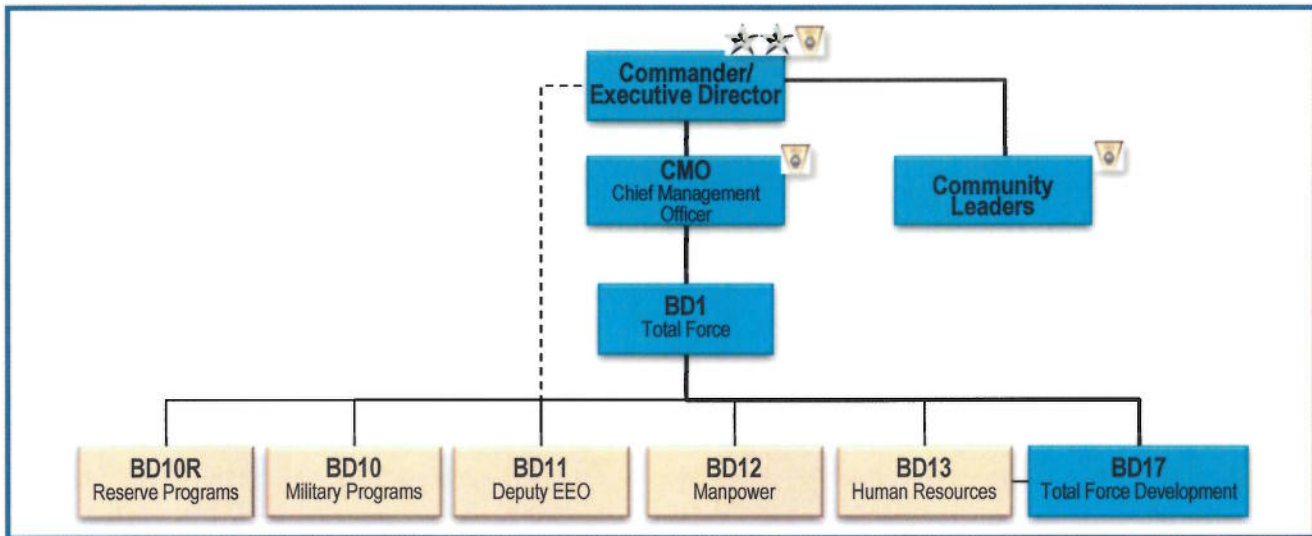 Commander/
Executive Director
CMO
Chief Management
Officer
Community
Leaders
BD1
Total Force
BD10R
Reserve Programs
BD10
Military Programs
BD11
Deputy EEO
BD12
Manpower
BD13
Human Resources
BD17
Total Force Development